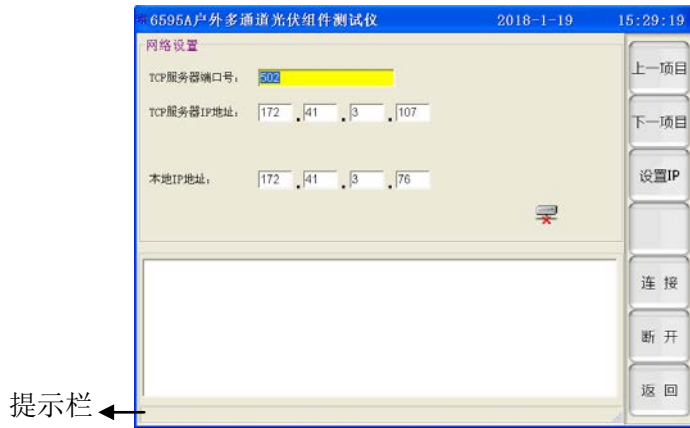 6595A户外多通道光伏组件测试仪 2018-1-19 15:29:19
网络设置
TCP服务器端口号: 502
TCP服务器IP地址: 172 . 41 . 3 . 107
本地IP地址: 172 . 41 . 3 . 76
上一项目
下一项目
设置IP
连 接
断 开
返 回
提示栏